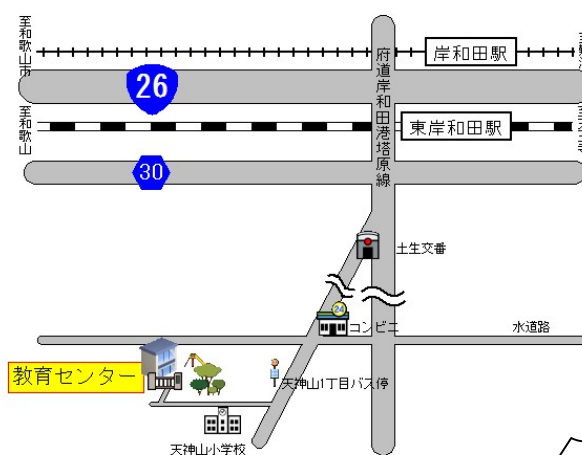 至和歌山市
岸和田駅
府道岸和田港塔原線
26
至和歌山
東岸和田駅
30
土生交番
24
コンビニ
水道路
教育センター
天神山1丁目バス停
天神山小学校